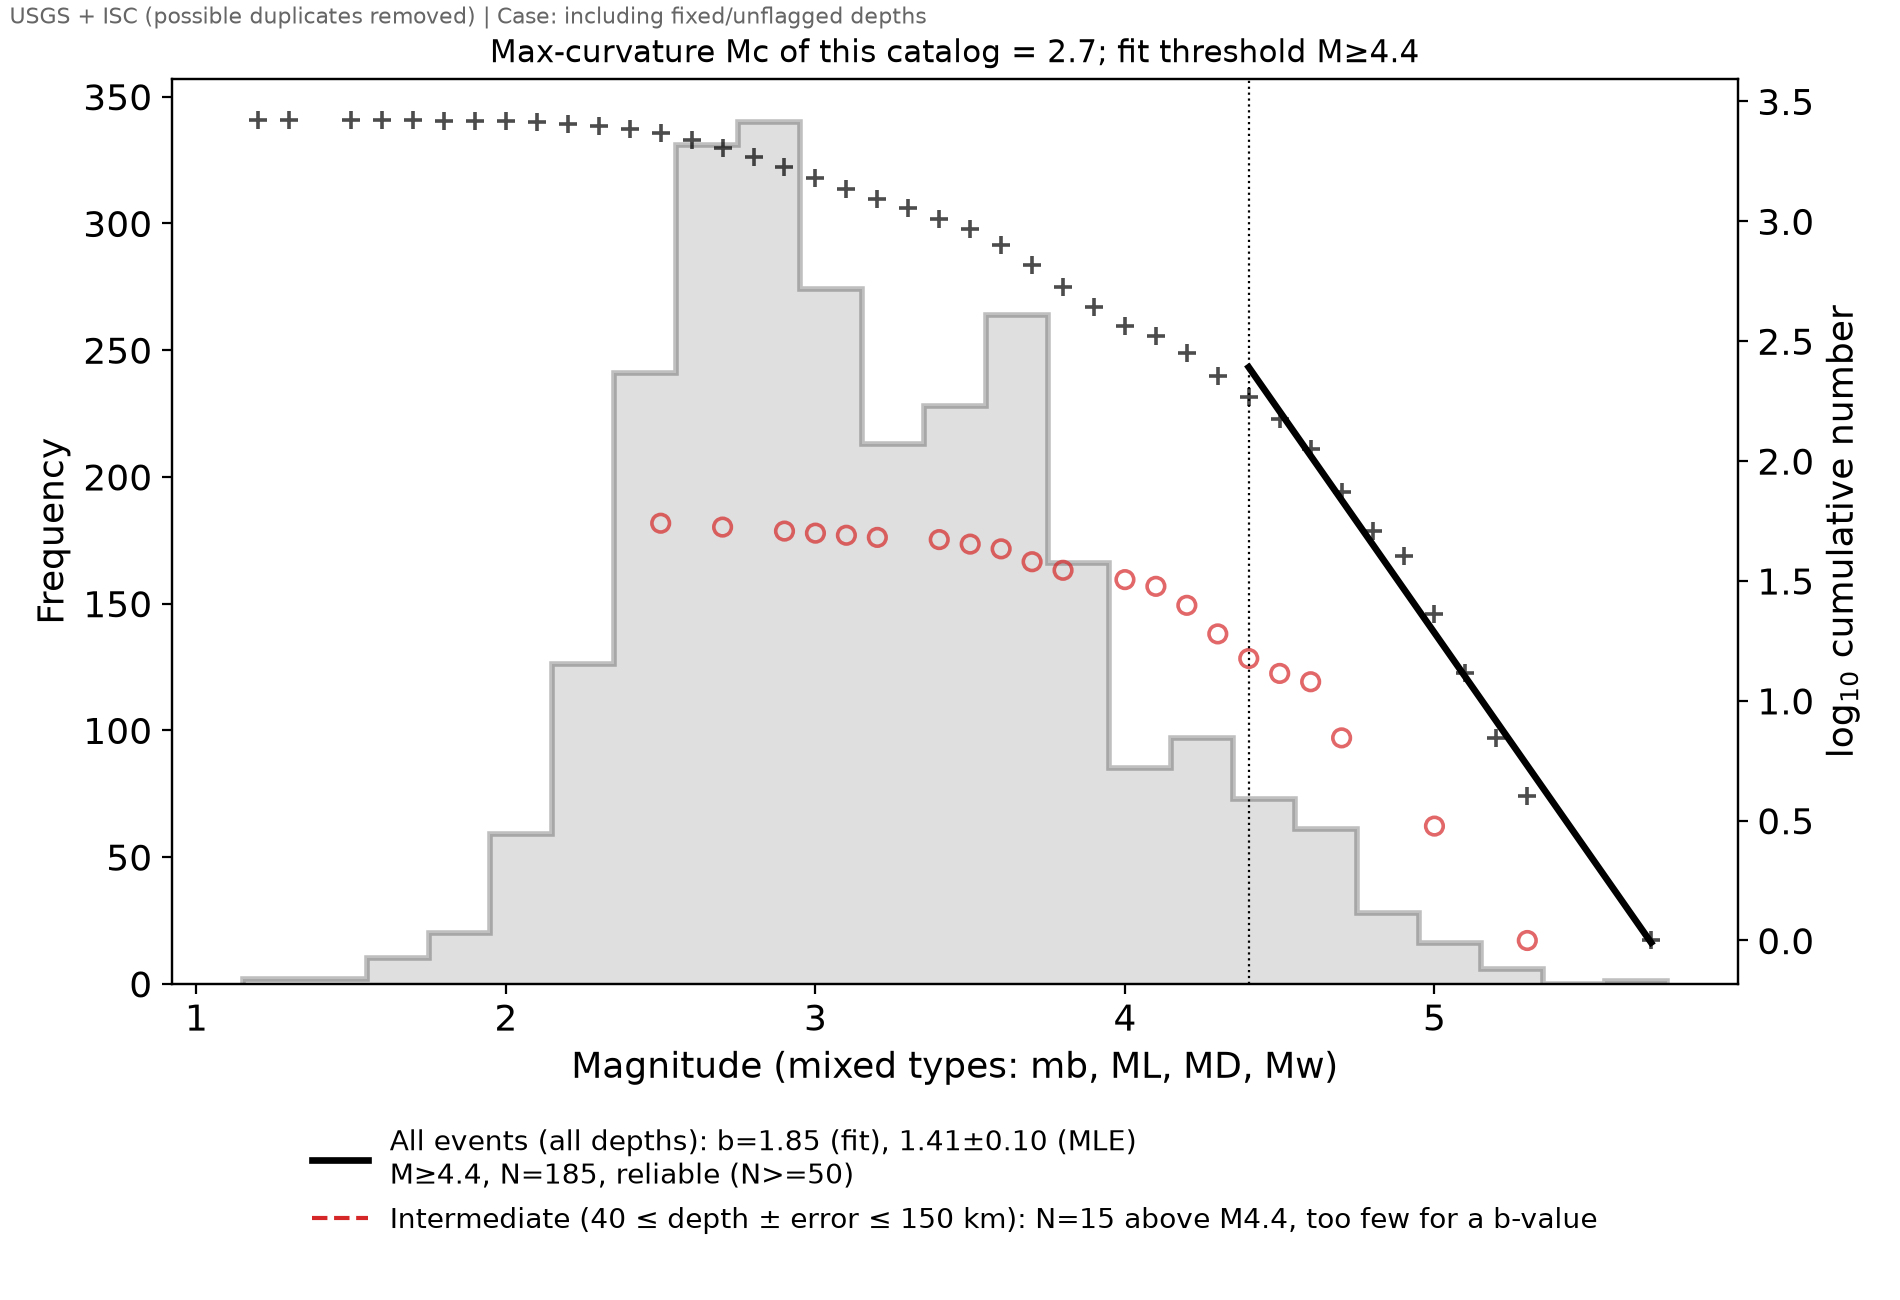 USGS + ISC (possible duplicates removed) | Case: including fixed/unflagged depths
Max-curvature Mc of this catalog = 2.7; fit threshold M≥4.4
350
300
250
200
150
100
50
0
Frequency
3.5
3.0
2.5
2.0
1.5
1.0
0.5
0.0
log₁₀ cumulative number
1 2 3 4 5
Magnitude (mixed types: mb, ML, MD, Mw)
All events (all depths): b=1.85 (fit), 1.41±0.10 (MLE)
M≥4.4, N=185, reliable (N>=50)
Intermediate (40 ≤ depth ± error ≤ 150 km): N=15 above M4.4, too few for a b-value